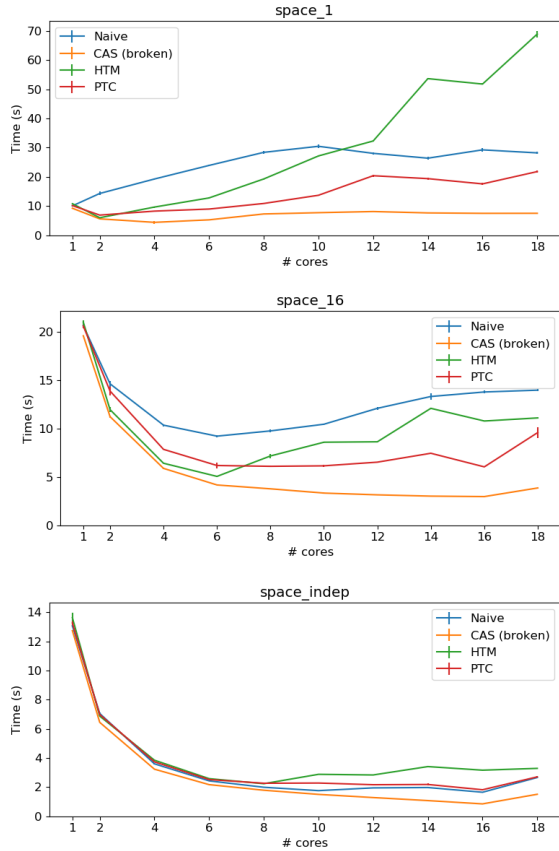 space_1
70
60
50
40
30
20
10
0
Time (s)
Naive
CAS (broken)
HTM
PTC
1 2 4 6 8 10 12 14 16 18
# cores
space_16
20
15
10
5
0
Time (s)
Naive
CAS (broken)
HTM
PTC
1 2 4 6 8 10 12 14 16 18
# cores
space_indep
14
12
10
8
6
4
2
0
Time (s)
Naive
CAS (broken)
HTM
PTC
1 2 4 6 8 10 12 14 16 18
# cores